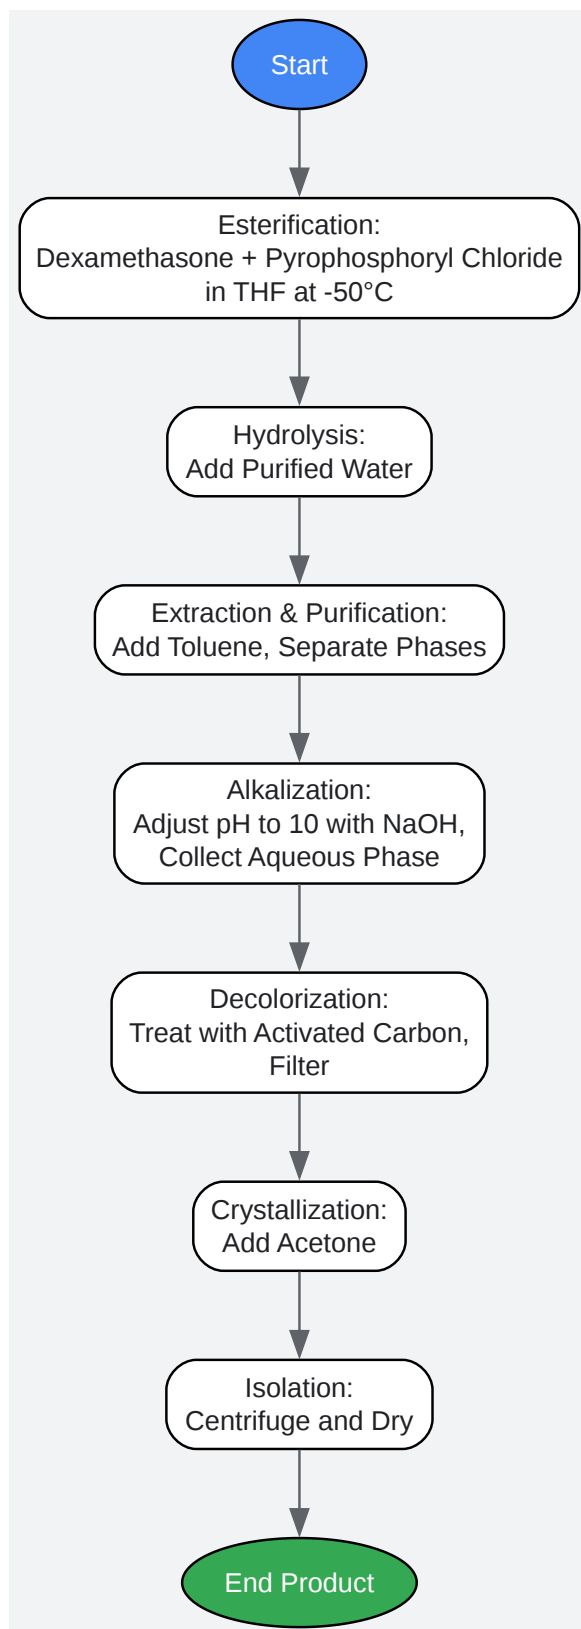 Start
Esterification:
Dexamethasone + Pyrophosphoryl Chloride
in THF at -50°C
Hydrolysis:
Add Purified Water
Extraction & Purification:
Add Toluene, Separate Phases
Alkalization:
Adjust pH to 10 with NaOH,
Collect Aqueous Phase
Decolorization:
Treat with Activated Carbon,
Filter
Crystallization:
Add Acetone
Isolation:
Centrifuge and Dry
End Product